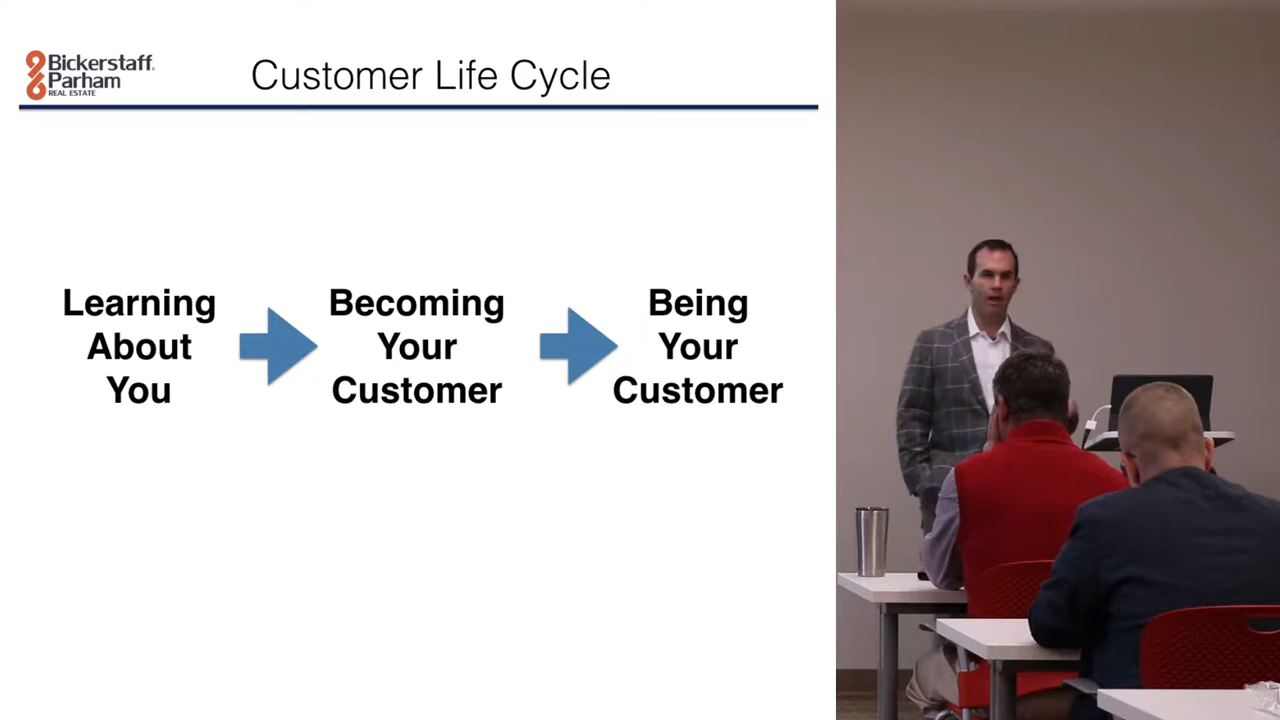 Bickerstaff
Parham
REAL ESTATE
Customer Life Cycle
Learning
About
You
Becoming
Your
Customer
Being
Your
Customer